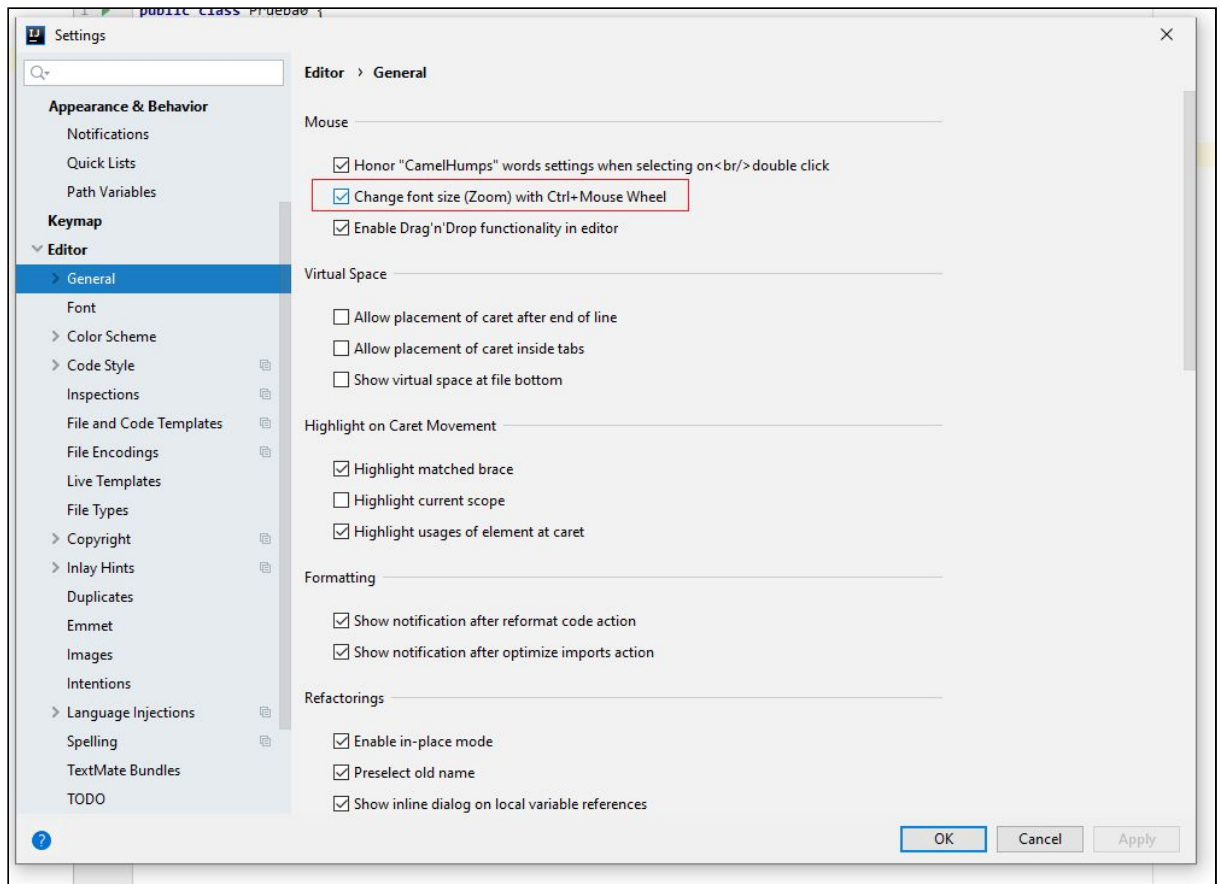 1 public class Prueba0 {
IJ Settings
Editor › General
Appearance & Behavior
Notifications
Quick Lists
Path Variables
Keymap
Editor
General
Font
Color Scheme
Code Style
Inspections
File and Code Templates
File Encodings
Live Templates
File Types
Copyright
Inlay Hints
Duplicates
Emmet
Images
Intentions
Language Injections
Spelling
TextMate Bundles
TODO
Mouse
Honor "CamelHumps" words settings when selecting on<br/>double click
Change font size (Zoom) with Ctrl+Mouse Wheel
Enable Drag'n'Drop functionality in editor
Virtual Space
Allow placement of caret after end of line
Allow placement of caret inside tabs
Show virtual space at file bottom
Highlight on Caret Movement
Highlight matched brace
Highlight current scope
Highlight usages of element at caret
Formatting
Show notification after reformat code action
Show notification after optimize imports action
Refactorings
Enable in-place mode
Preselect old name
Show inline dialog on local variable references
? OK Cancel Apply